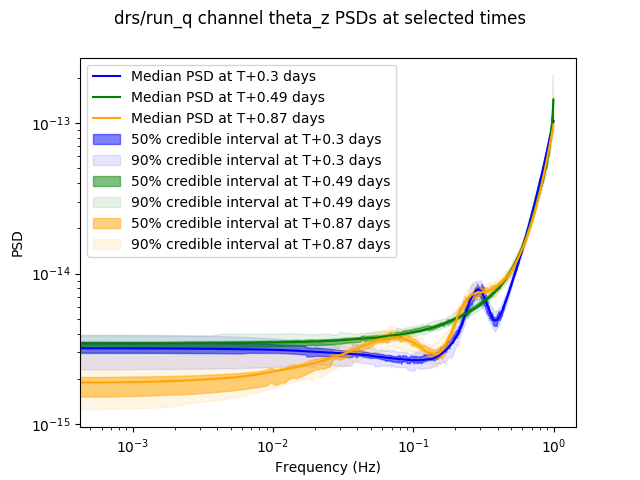 drs/run_q channel theta_z PSDs at selected times
Median PSD at T+0.3 days
Median PSD at T+0.49 days
Median PSD at T+0.87 days
50% credible interval at T+0.3 days
90% credible interval at T+0.3 days
50% credible interval at T+0.49 days
90% credible interval at T+0.49 days
50% credible interval at T+0.87 days
90% credible interval at T+0.87 days
PSD
10⁻¹³
10⁻¹⁴
10⁻¹⁵
10⁻³ 10⁻² 10⁻¹ 10⁰
Frequency (Hz)